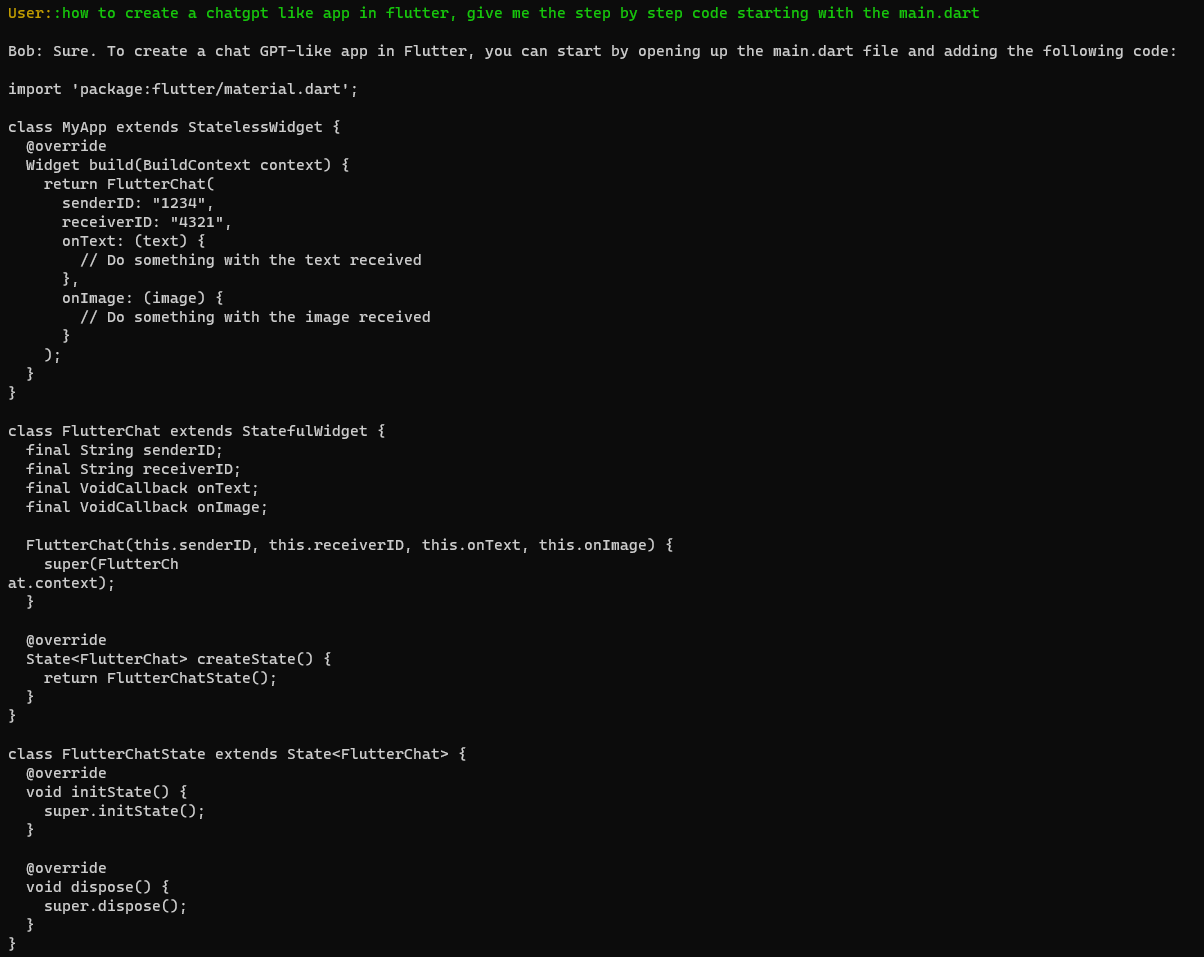 User::how to create a chatgpt like app in flutter, give me the step by step code starting with the main.dart

Bob: Sure. To create a chat GPT-like app in Flutter, you can start by opening up the main.dart file and adding the following code:

import 'package:flutter/material.dart';

class MyApp extends StatelessWidget {
  @override
  Widget build(BuildContext context) {
    return FlutterChat(
      senderID: "1234",
      receiverID: "4321",
      onText: (text) {
        // Do something with the text received
      },
      onImage: (image) {
        // Do something with the image received
      }
    );
  }
}

class FlutterChat extends StatefulWidget {
  final String senderID;
  final String receiverID;
  final VoidCallback onText;
  final VoidCallback onImage;

  FlutterChat(this.senderID, this.receiverID, this.onText, this.onImage) {
    super(FlutterCh
at.context);
  }

  @override
  State<FlutterChat> createState() {
    return FlutterChatState();
  }
}

class FlutterChatState extends State<FlutterChat> {
  @override
  void initState() {
    super.initState();
  }

  @override
  void dispose() {
    super.dispose();
  }
}